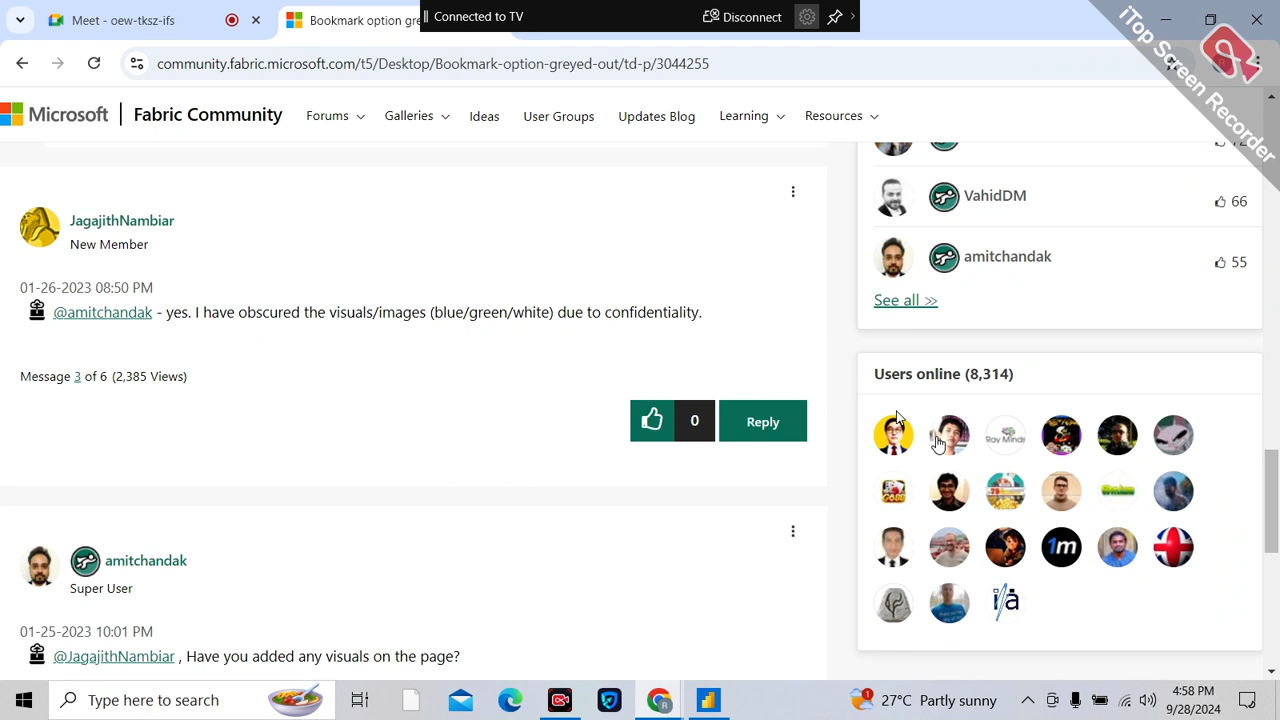 Meet - oew-tksz-ifs
Bookmark option gre
Connected to TV
Disconnect
community.fabric.microsoft.com/t5/Desktop/Bookmark-option-greyed-out/td-p/3044255
iTop Screen Recorder
Microsoft
Fabric Community
Forums
Galleries
Ideas
User Groups
Updates Blog
Learning
Resources
72
VahidDM
66
amitchandak
55
See all >>
JagajithNambiar
New Member
01-26-2023 08:50 PM
@amitchandak - yes. I have obscured the visuals/images (blue/green/white) due to confidentiality.
Message 3 of 6 (2,385 Views)
0
Reply
Users online (8,314)
Ray Minds
1m
amitchandak
Super User
01-25-2023 10:01 PM
@JagajithNambiar , Have you added any visuals on the page?
Type here to search
1
27°C Partly sunny
4:58 PM
9/28/2024